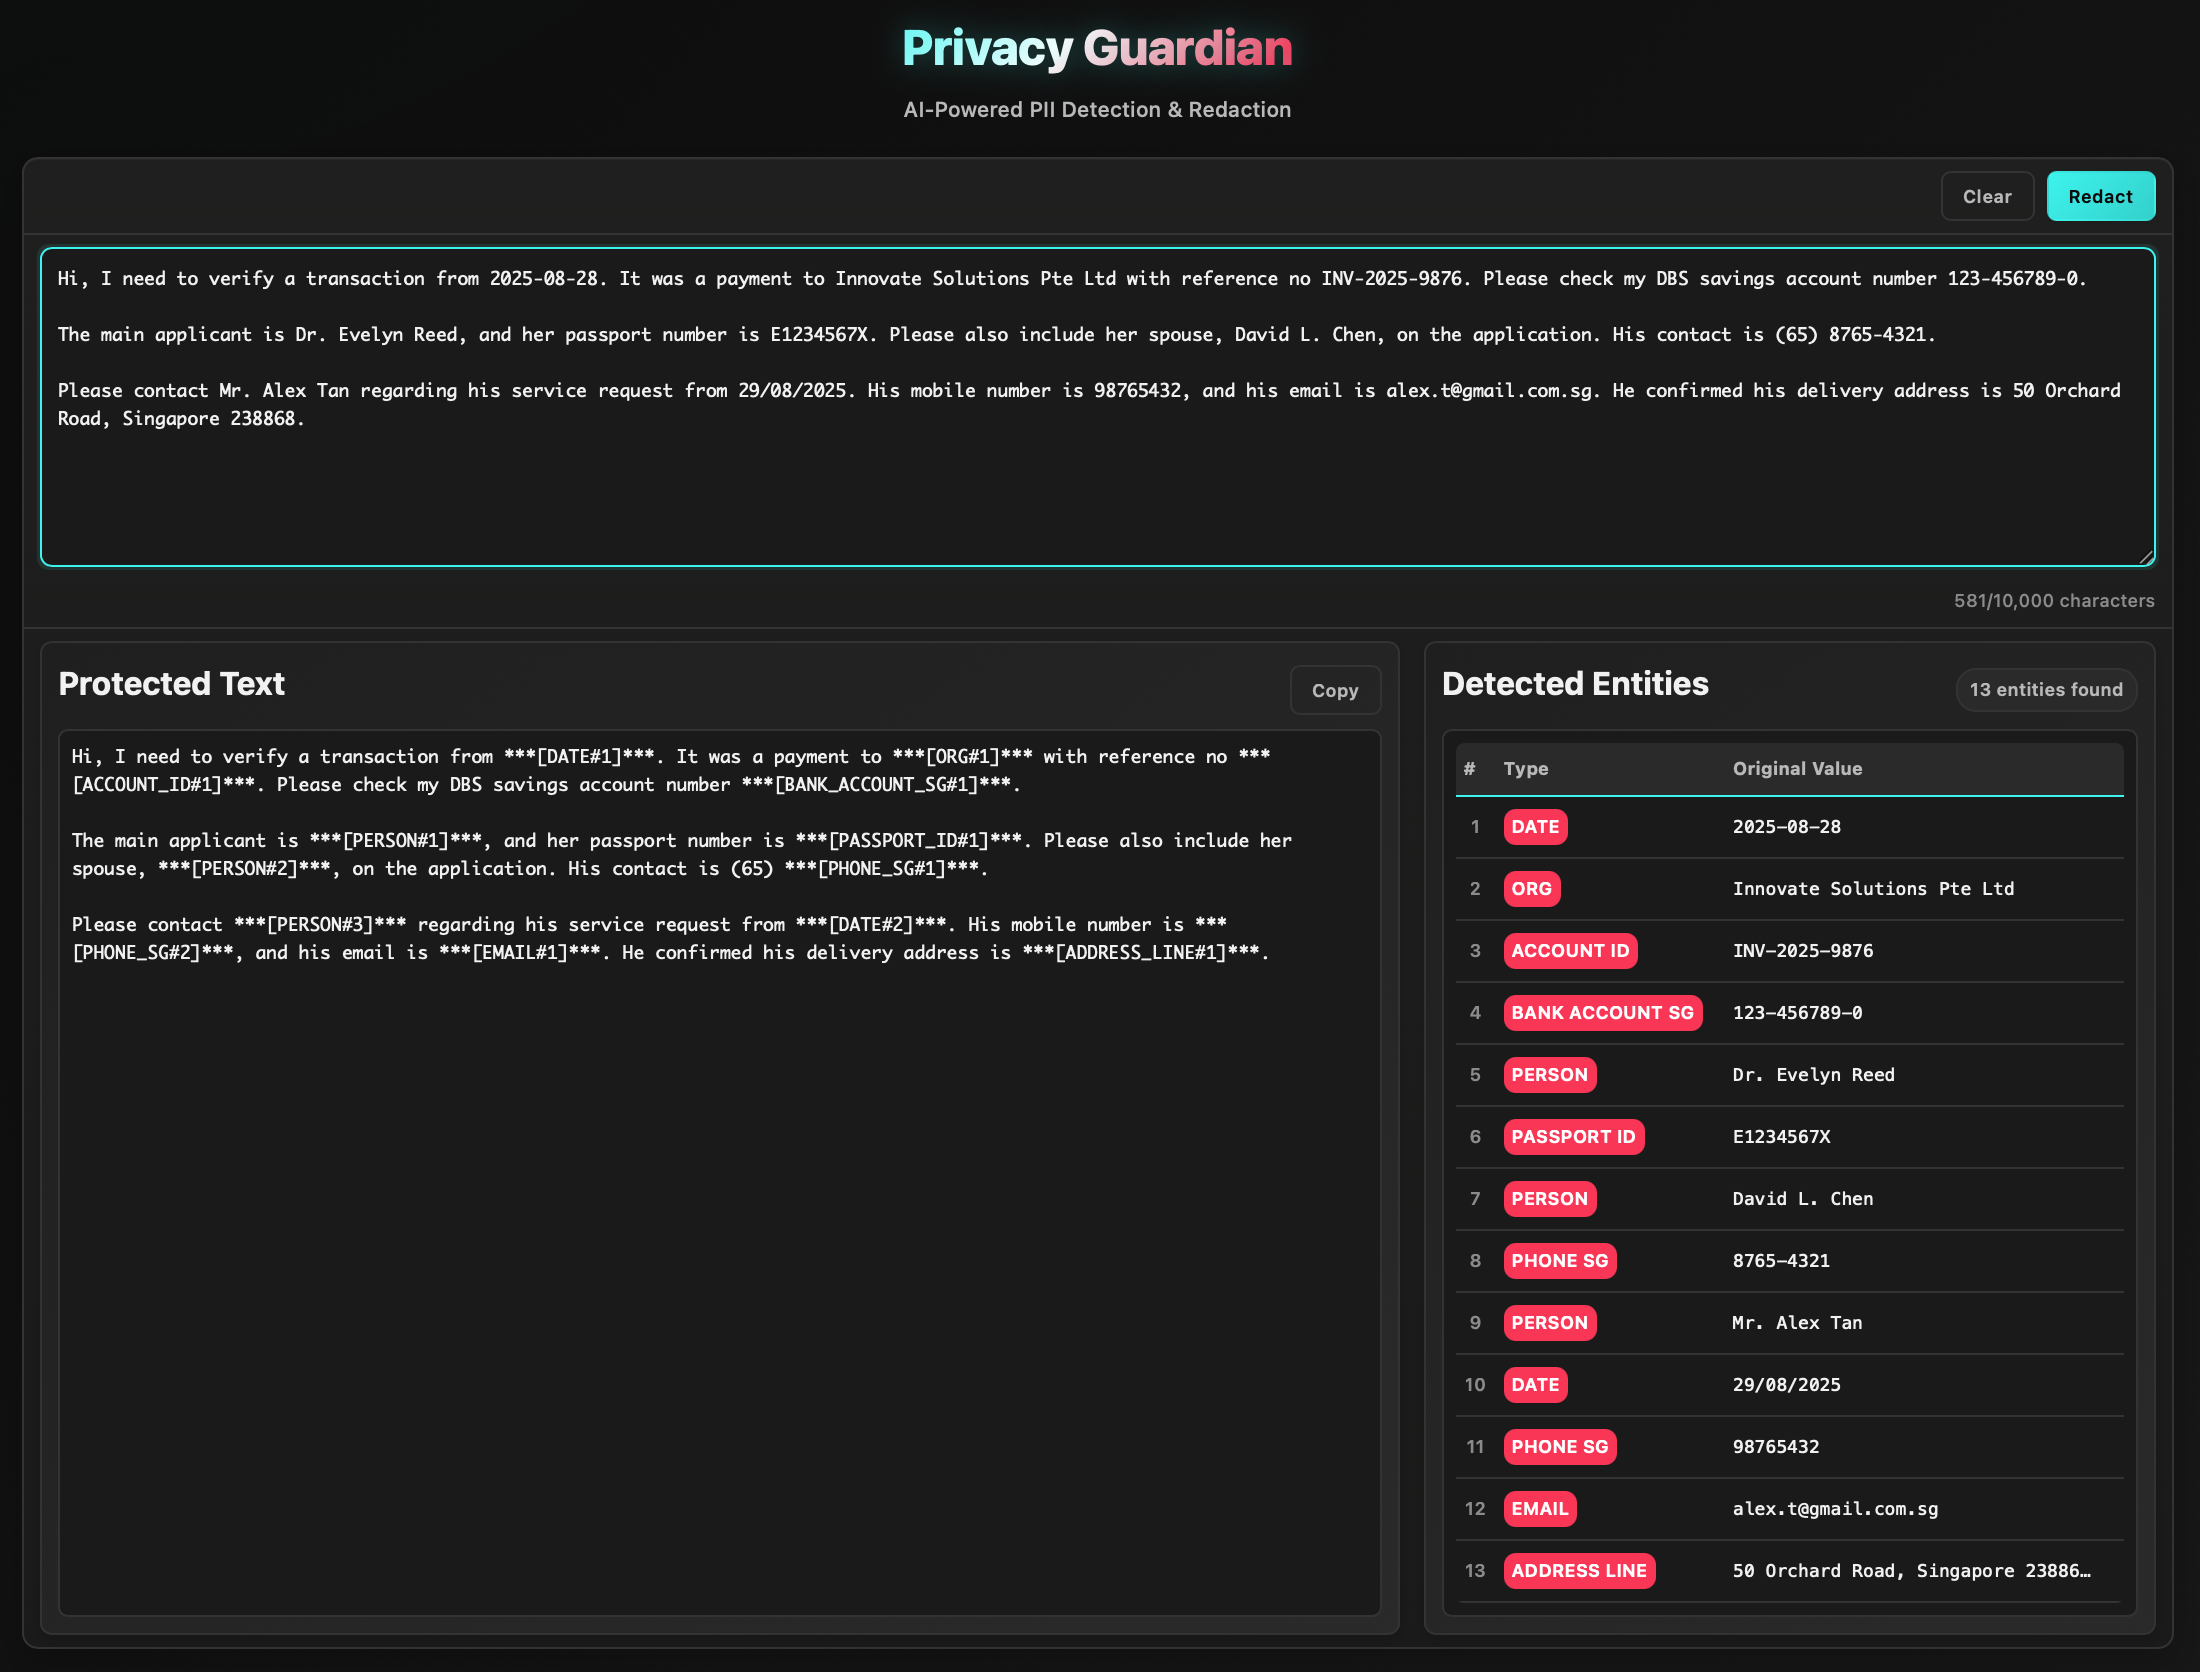 Privacy Guardian
AI-Powered PII Detection & Redaction
Clear
Redact
Hi, I need to verify a transaction from 2025-08-28. It was a payment to Innovate Solutions Pte Ltd with reference no INV-2025-9876. Please check my DBS savings account number 123-456789-0.
The main applicant is Dr. Evelyn Reed, and her passport number is E1234567X. Please also include her spouse, David L. Chen, on the application. His contact is (65) 8765-4321.
Please contact Mr. Alex Tan regarding his service request from 29/08/2025. His mobile number is 98765432, and his email is alex.t@gmail.com.sg. He confirmed his delivery address is 50 Orchard
Road, Singapore 238868.
581/10,000 characters
Protected Text
Copy
Hi, I need to verify a transaction from ***[DATE#1]***. It was a payment to ***[ORG#1]*** with reference no ***
[ACCOUNT_ID#1]***. Please check my DBS savings account number ***[BANK_ACCOUNT_SG#1]***.
The main applicant is ***[PERSON#1]***, and her passport number is ***[PASSPORT_ID#1]***. Please also include her
spouse, ***[PERSON#2]***, on the application. His contact is (65) ***[PHONE_SG#1]***.
Please contact ***[PERSON#3]*** regarding his service request from ***[DATE#2]***. His mobile number is ***
[PHONE_SG#2]***, and his email is ***[EMAIL#1]***. He confirmed his delivery address is ***[ADDRESS_LINE#1]***.
Detected Entities
13 entities found
# Type Original Value
1 DATE 2025-08-28
2 ORG Innovate Solutions Pte Ltd
3 ACCOUNT ID INV-2025-9876
4 BANK ACCOUNT SG 123-456789-0
5 PERSON Dr. Evelyn Reed
6 PASSPORT ID E1234567X
7 PERSON David L. Chen
8 PHONE SG 8765-4321
9 PERSON Mr. Alex Tan
10 DATE 29/08/2025
11 PHONE SG 98765432
12 EMAIL alex.t@gmail.com.sg
13 ADDRESS LINE 50 Orchard Road, Singapore 23886…